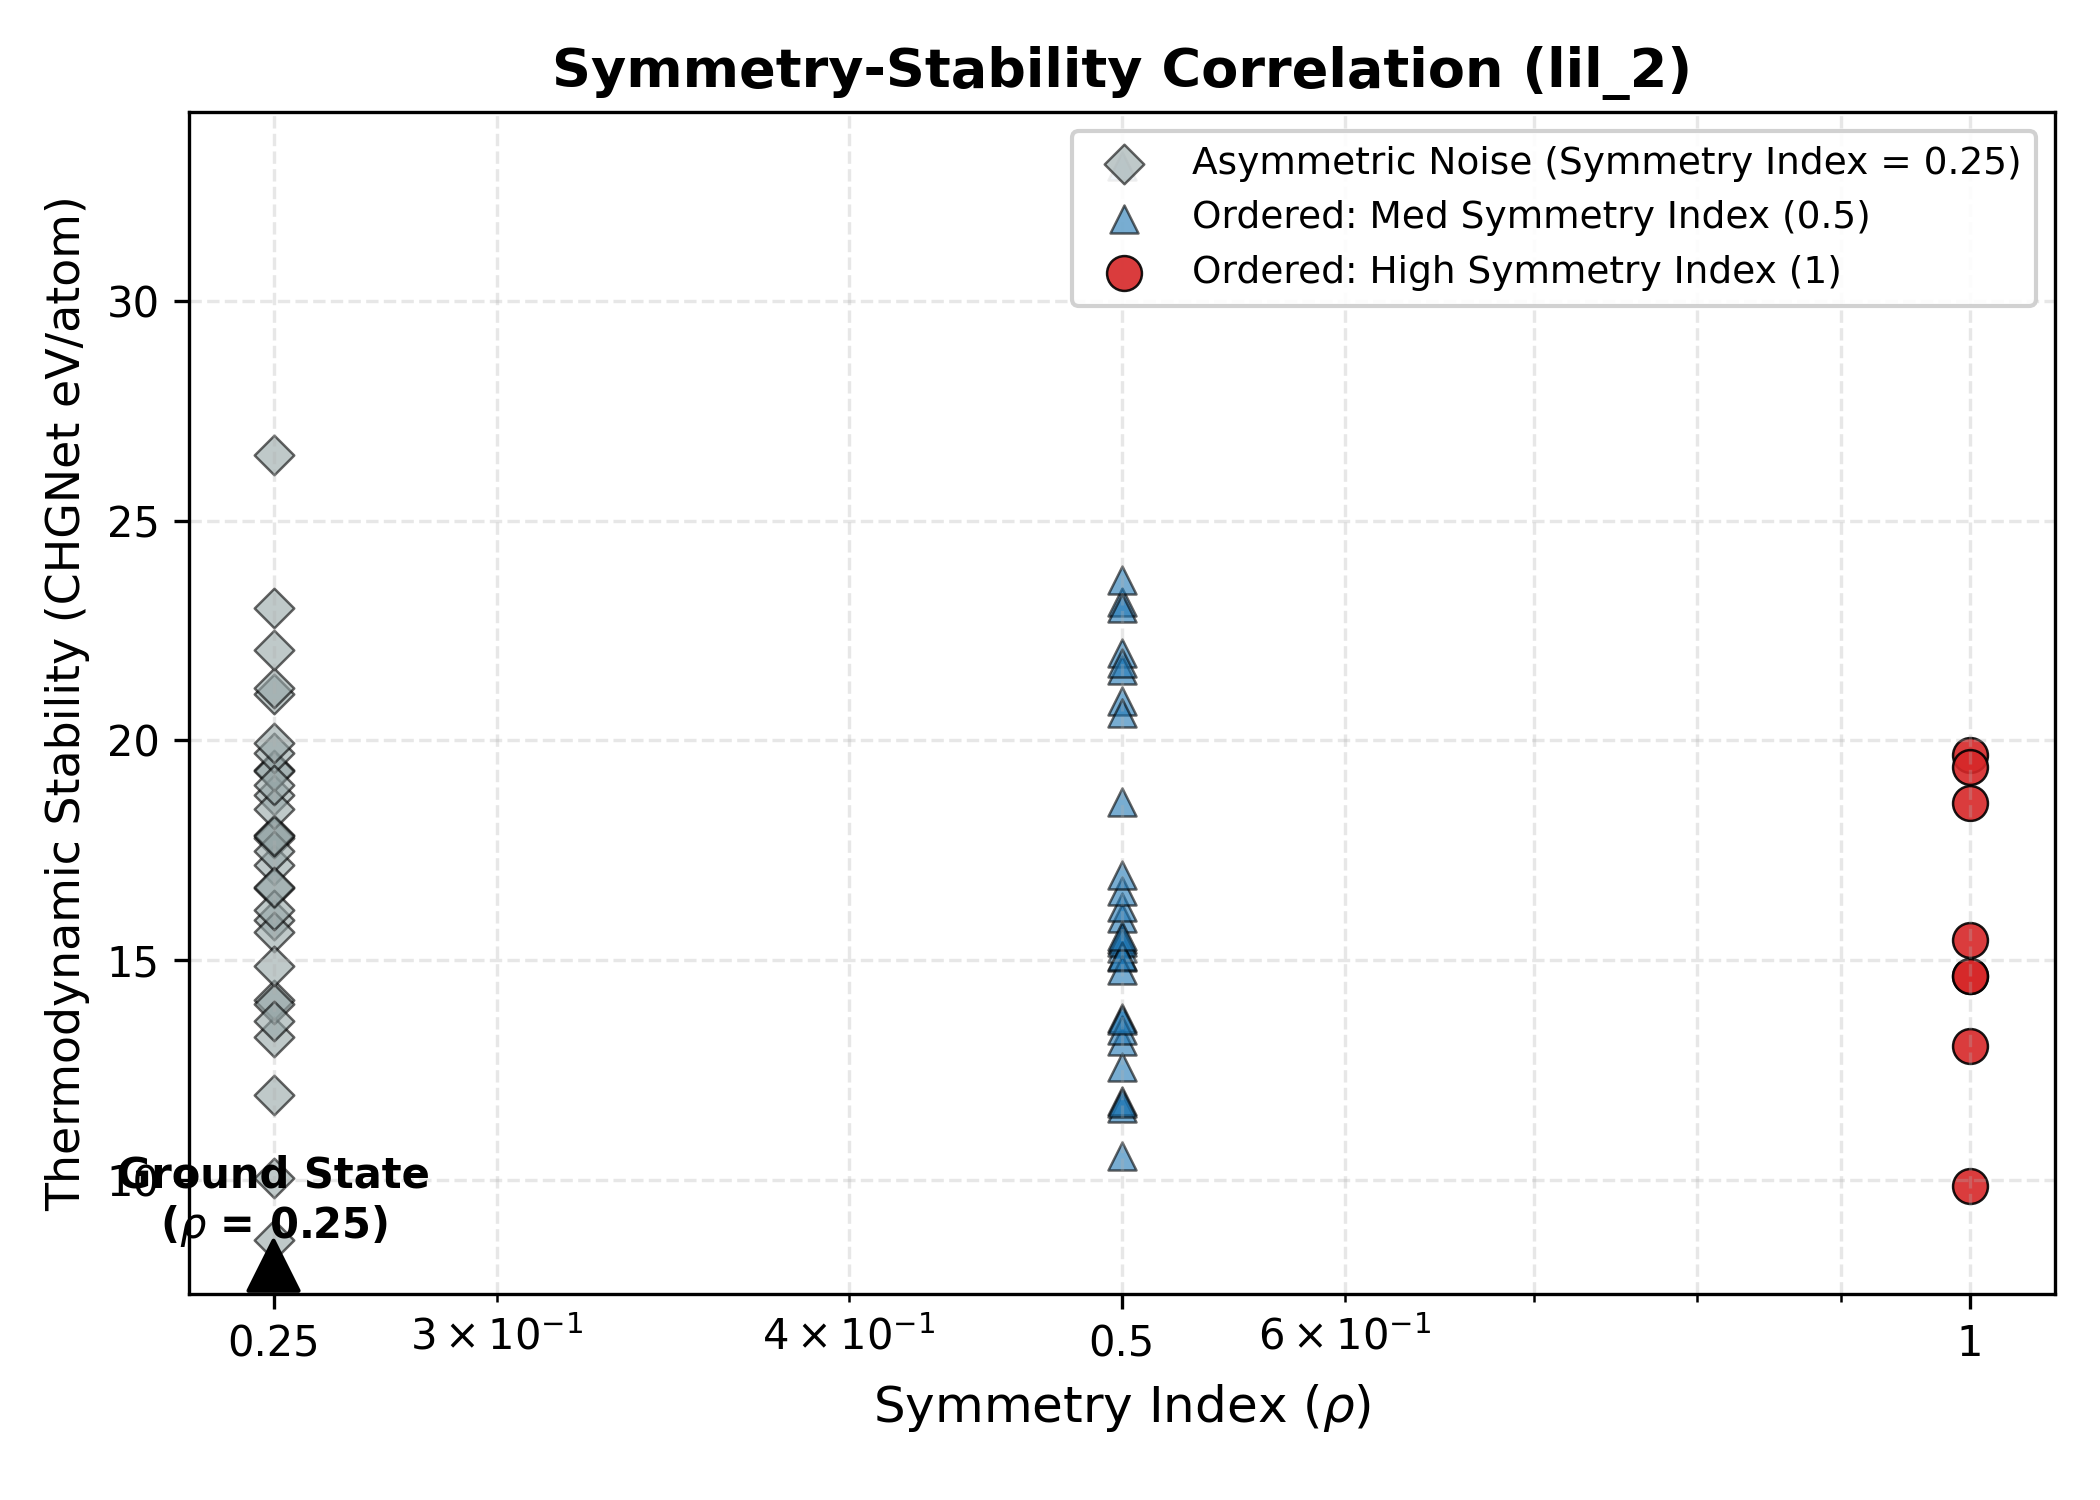 Symmetry-Stability Correlation (lil_2)
Asymmetric Noise (Symmetry Index = 0.25)
Ordered: Med Symmetry Index (0.5)
Ordered: High Symmetry Index (1)
Thermodynamic Stability (CHGNet eV/atom)
30
25
20
15
10
Ground State
(ρ = 0.25)
0.25 3 × 10⁻¹ 4 × 10⁻¹ 0.5 6 × 10⁻¹ 1
Symmetry Index (ρ)